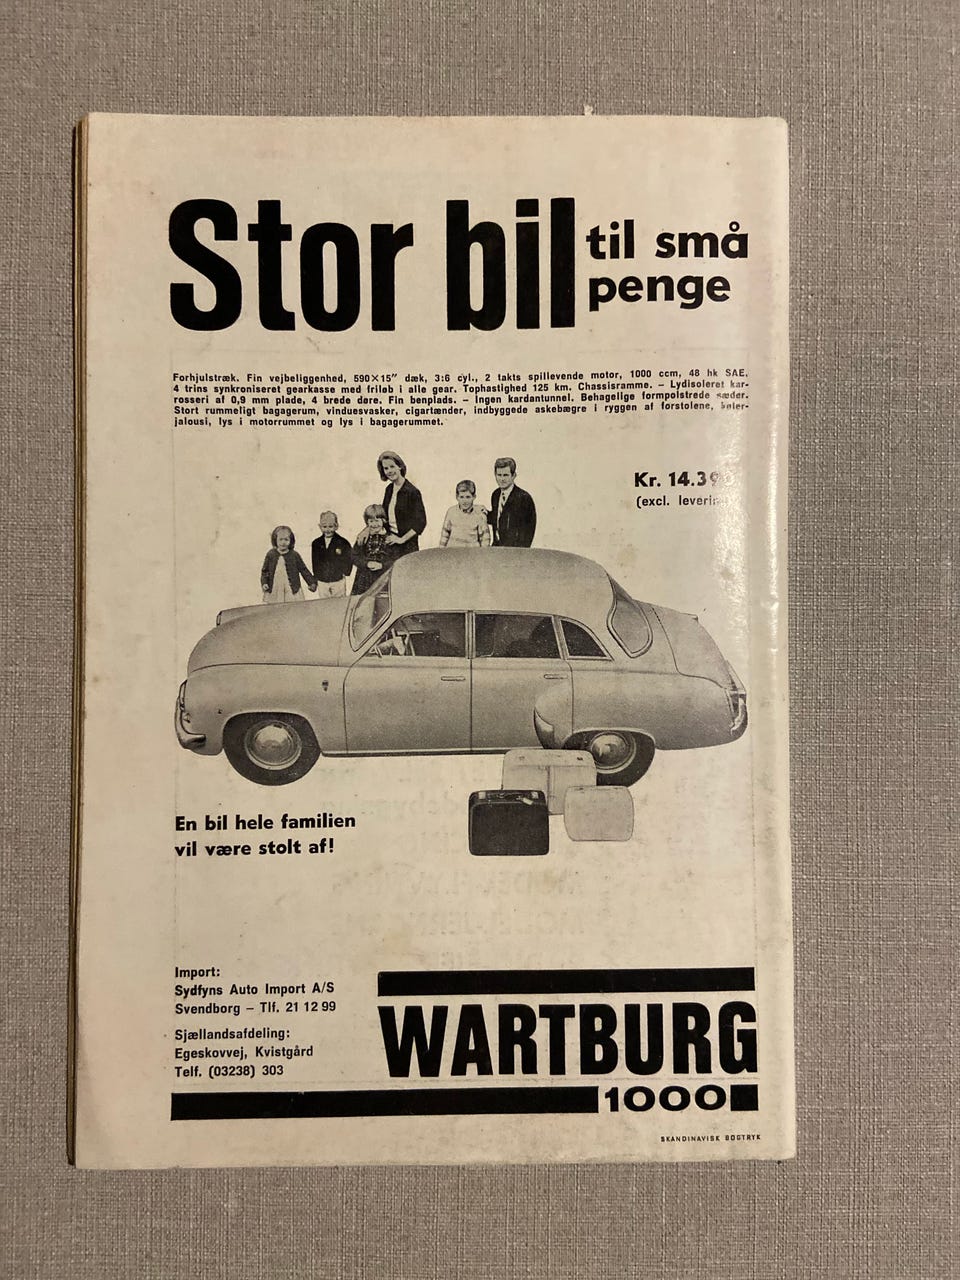 Stor bil til små
penge
Forhjulstræk. Fin vejbeliggenhed, 590×15" dæk, 3:6 cyl., 2 takts spillevende motor, 1000 ccm, 48 hk SAE.
4 trins synkroniseret gearkasse med friløb i alle gear. Tophastighed 125 km. Chassisramme. – Lydisoleret kar-
rosseri af 0,9 mm plade, 4 brede døre. Fin benplads. – Ingen kardantunnel. Behagelige formpolstrede sæder.
Stort rummeligt bagagerum, vinduesvasker, cigartænder, indbyggede askebægre i ryggen af forstolene,
jalousi, lys i motorrummet og lys i bagagerummet.
Kr.
(excl.
En bil hele familien
vil være stolt af!
Import:
Sydfyns Auto Import A/S
Svendborg – Tlf. 21 12 99
Sjællandsafdeling:
Egeskovvej, Kvistgård
Telf. (03238) 303
WARTBURG
1000
SKANDINAVISK BOGTRYK